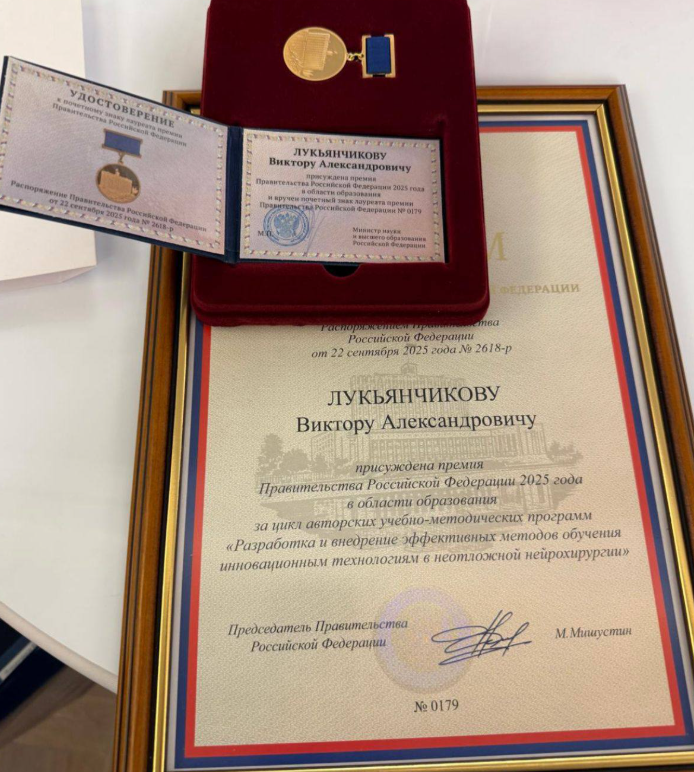 УДОСТОВЕРЕНИЕ
к почетному знаку лауреата премии
Правительства Российской Федерации
Распоряжение Правительства Российской Федерации
от 22 сентября 2025 года № 2618-р
ЛУКЬЯНЧИКОВУ
Виктору Александровичу
присуждена премия
Правительства Российской Федерации 2025 года
в области образования
и вручен почетный знак лауреата премии
Правительства Российской Федерации № 0179
М.П.
Министр науки
и высшего образования
Российской Федерации
М
ФЕДЕРАЦИИ
Распоряжением Правительства
Российской Федерации
от 22 сентября 2025 года № 2618-р
ЛУКЬЯНЧИКОВУ
Виктору Александровичу
присуждена премия
Правительства Российской Федерации 2025 года
в области образования
за цикл авторских учебно-методических программ
«Разработка и внедрение эффективных методов обучения
инновационным технологиям в неотложной нейрохирургии»
Председатель Правительства
Российской Федерации
М.Мишустин
№ 0179